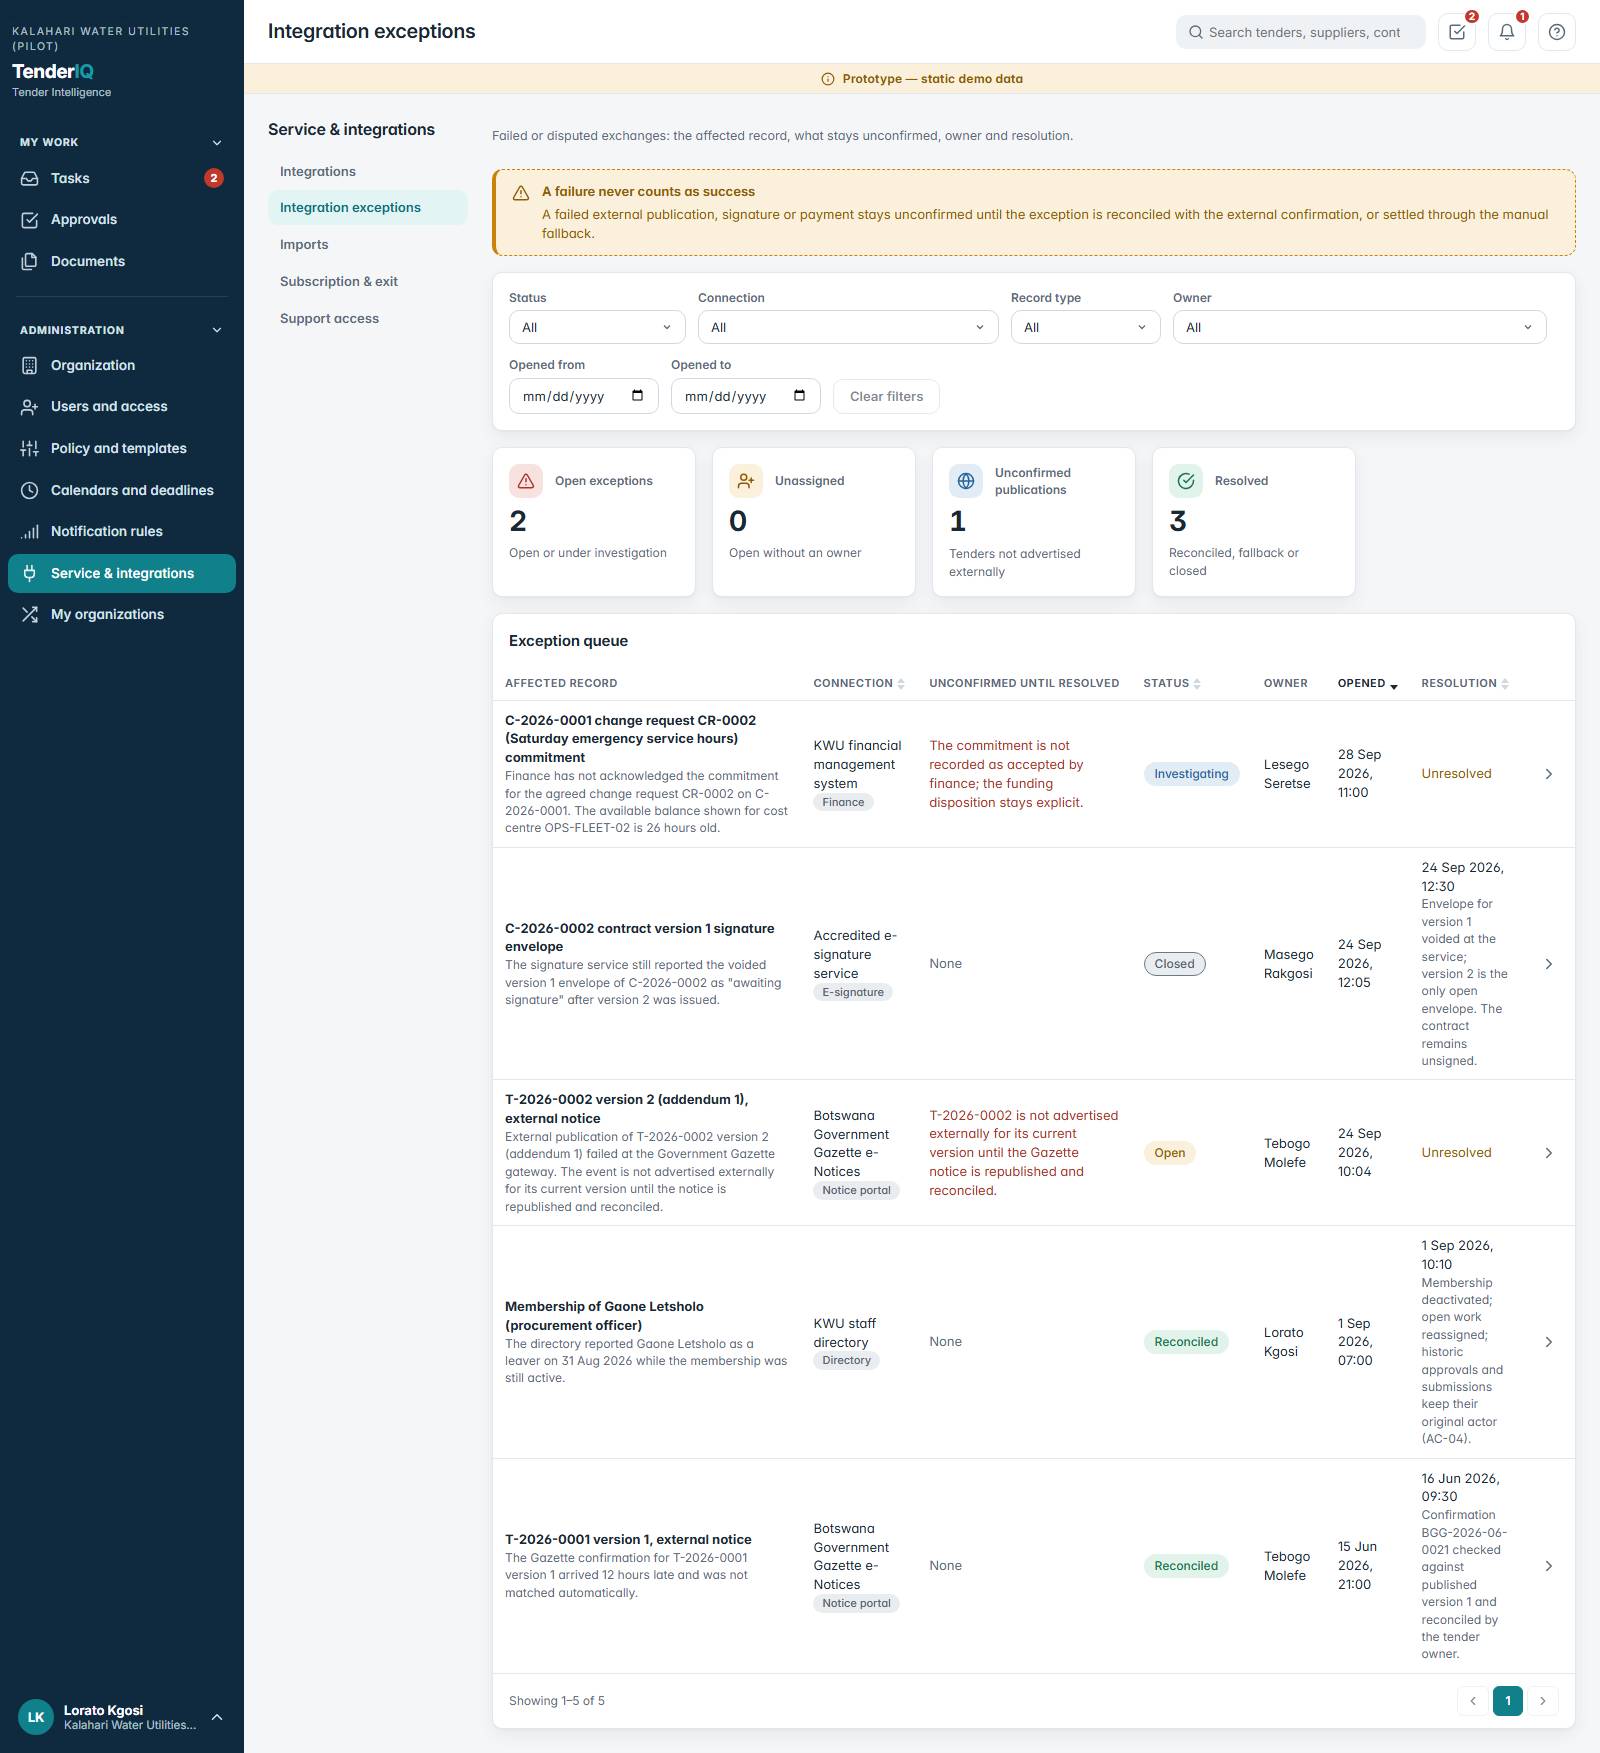 KALAHARI WATER UTILITIES
(PILOT)
TenderIQ
Tender Intelligence
MY WORK
Tasks
2
Approvals
Documents
ADMINISTRATION
Organization
Users and access
Policy and templates
Calendars and deadlines
Notification rules
Service & integrations
My organizations
LK
Lorato Kgosi
Kalahari Water Utilities...
Integration exceptions
Search tenders, suppliers, cont
2
1
Prototype — static demo data
Service & integrations
Integrations
Integration exceptions
Imports
Subscription & exit
Support access
Failed or disputed exchanges: the affected record, what stays unconfirmed, owner and resolution.
A failure never counts as success
A failed external publication, signature or payment stays unconfirmed until the exception is reconciled with the external confirmation, or settled through the manual
fallback.
Status
Connection
Record type
Owner
All
All
All
All
Opened from
Opened to
mm/dd/yyyy
mm/dd/yyyy
Clear filters
Open exceptions
2
Open or under investigation
Unassigned
0
Open without an owner
Unconfirmed
publications
1
Tenders not advertised
externally
Resolved
3
Reconciled, fallback or
closed
Exception queue
AFFECTED RECORD
CONNECTION
UNCONFIRMED UNTIL RESOLVED
STATUS
OWNER
OPENED
RESOLUTION
C-2026-0001 change request CR-0002
(Saturday emergency service hours)
commitment
Finance has not acknowledged the commitment
for the agreed change request CR-0002 on C-
2026-0001. The available balance shown for cost
centre OPS-FLEET-02 is 26 hours old.
KWU financial
management
system
Finance
The commitment is not
recorded as accepted by
finance; the funding
disposition stays explicit.
Investigating
Lesego
Seretse
28 Sep
2026,
11:00
Unresolved
C-2026-0002 contract version 1 signature
envelope
The signature service still reported the voided
version 1 envelope of C-2026-0002 as "awaiting
signature" after version 2 was issued.
Accredited e-
signature
service
E-signature
None
Closed
Masego
Rakgosi
24 Sep
2026,
12:05
24 Sep 2026,
12:30
Envelope for
version 1
voided at the
service;
version 2 is the
only open
envelope. The
contract
remains
unsigned.
T-2026-0002 version 2 (addendum 1),
external notice
External publication of T-2026-0002 version 2
(addendum 1) failed at the Government Gazette
gateway. The event is not advertised externally
for its current version until the notice is
republished and reconciled.
Botswana
Government
Gazette e-
Notices
Notice portal
T-2026-0002 is not advertised
externally for its current
version until the Gazette
notice is republished and
reconciled.
Open
Tebogo
Molefe
24 Sep
2026,
10:04
Unresolved
Membership of Gaone Letsholo
(procurement officer)
The directory reported Gaone Letsholo as a
leaver on 31 Aug 2026 while the membership was
still active.
KWU staff
directory
Directory
None
Reconciled
Lorato
Kgosi
1 Sep
2026,
07:00
1 Sep 2026,
10:10
Membership
deactivated;
open work
reassigned;
historic
approvals and
submissions
keep their
original actor
(AC-04).
T-2026-0001 version 1, external notice
The Gazette confirmation for T-2026-0001
version 1 arrived 12 hours late and was not
matched automatically.
Botswana
Government
Gazette e-
Notices
Notice portal
None
Reconciled
Tebogo
Molefe
15 Jun
2026,
21:00
16 Jun 2026,
09:30
Confirmation
BGG-2026-06-
0021 checked
against
published
version 1 and
reconciled by
the tender
owner.
Showing 1–5 of 5
1